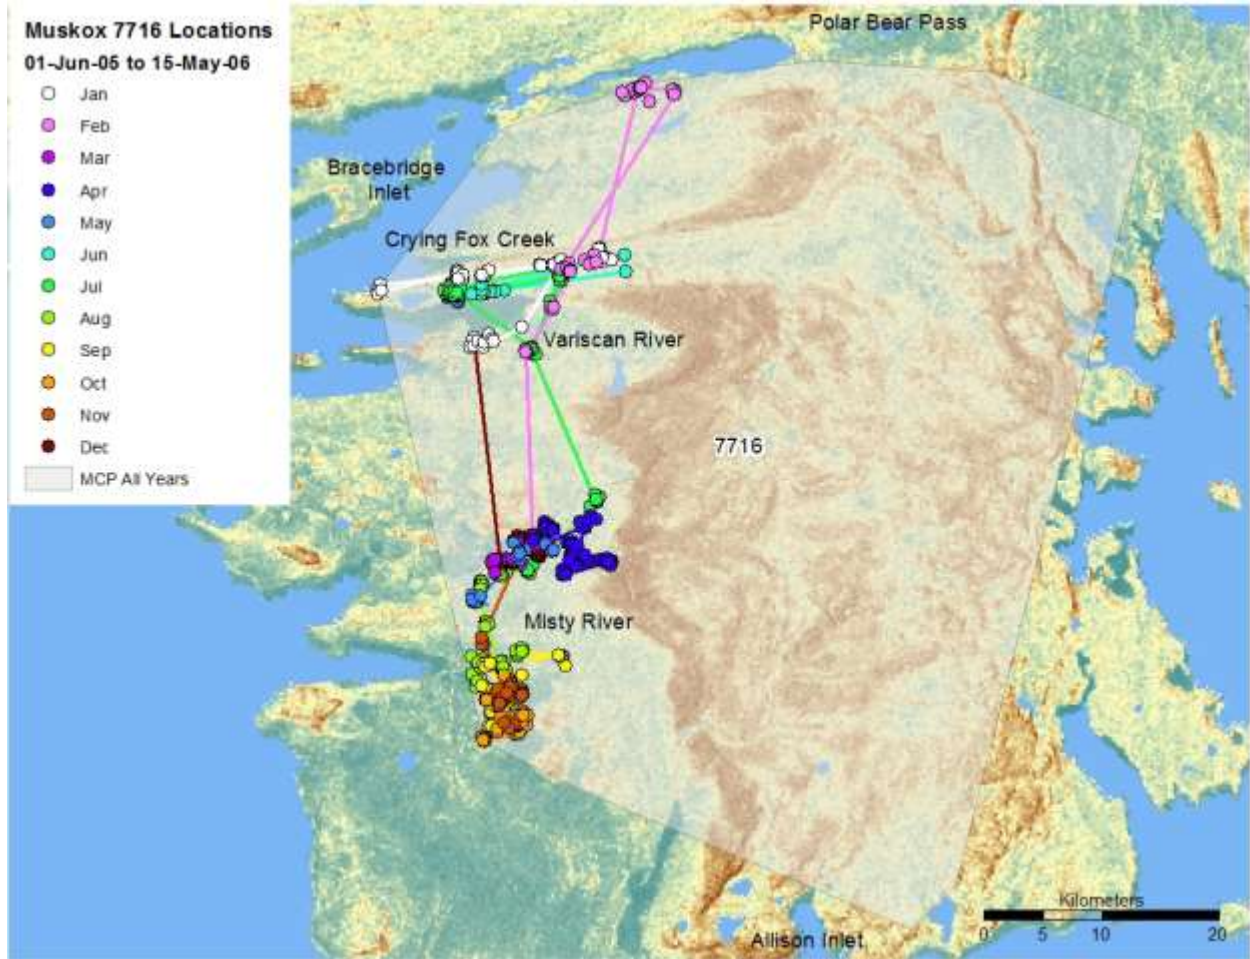 Muskox 7716 Locations
01-Jun-05 to 15-May-06
Jan
Feb
Mar
Apr
May
Jun
Jul
Aug
Sep
Oct
Nov
Dec
MCP All Years
Polar Bear Pass
Bracebridge
Inlet
Crying Fox Creek
Variscan River
7716
Misty River
Allison Inlet
Kilometers
0 5 10 20